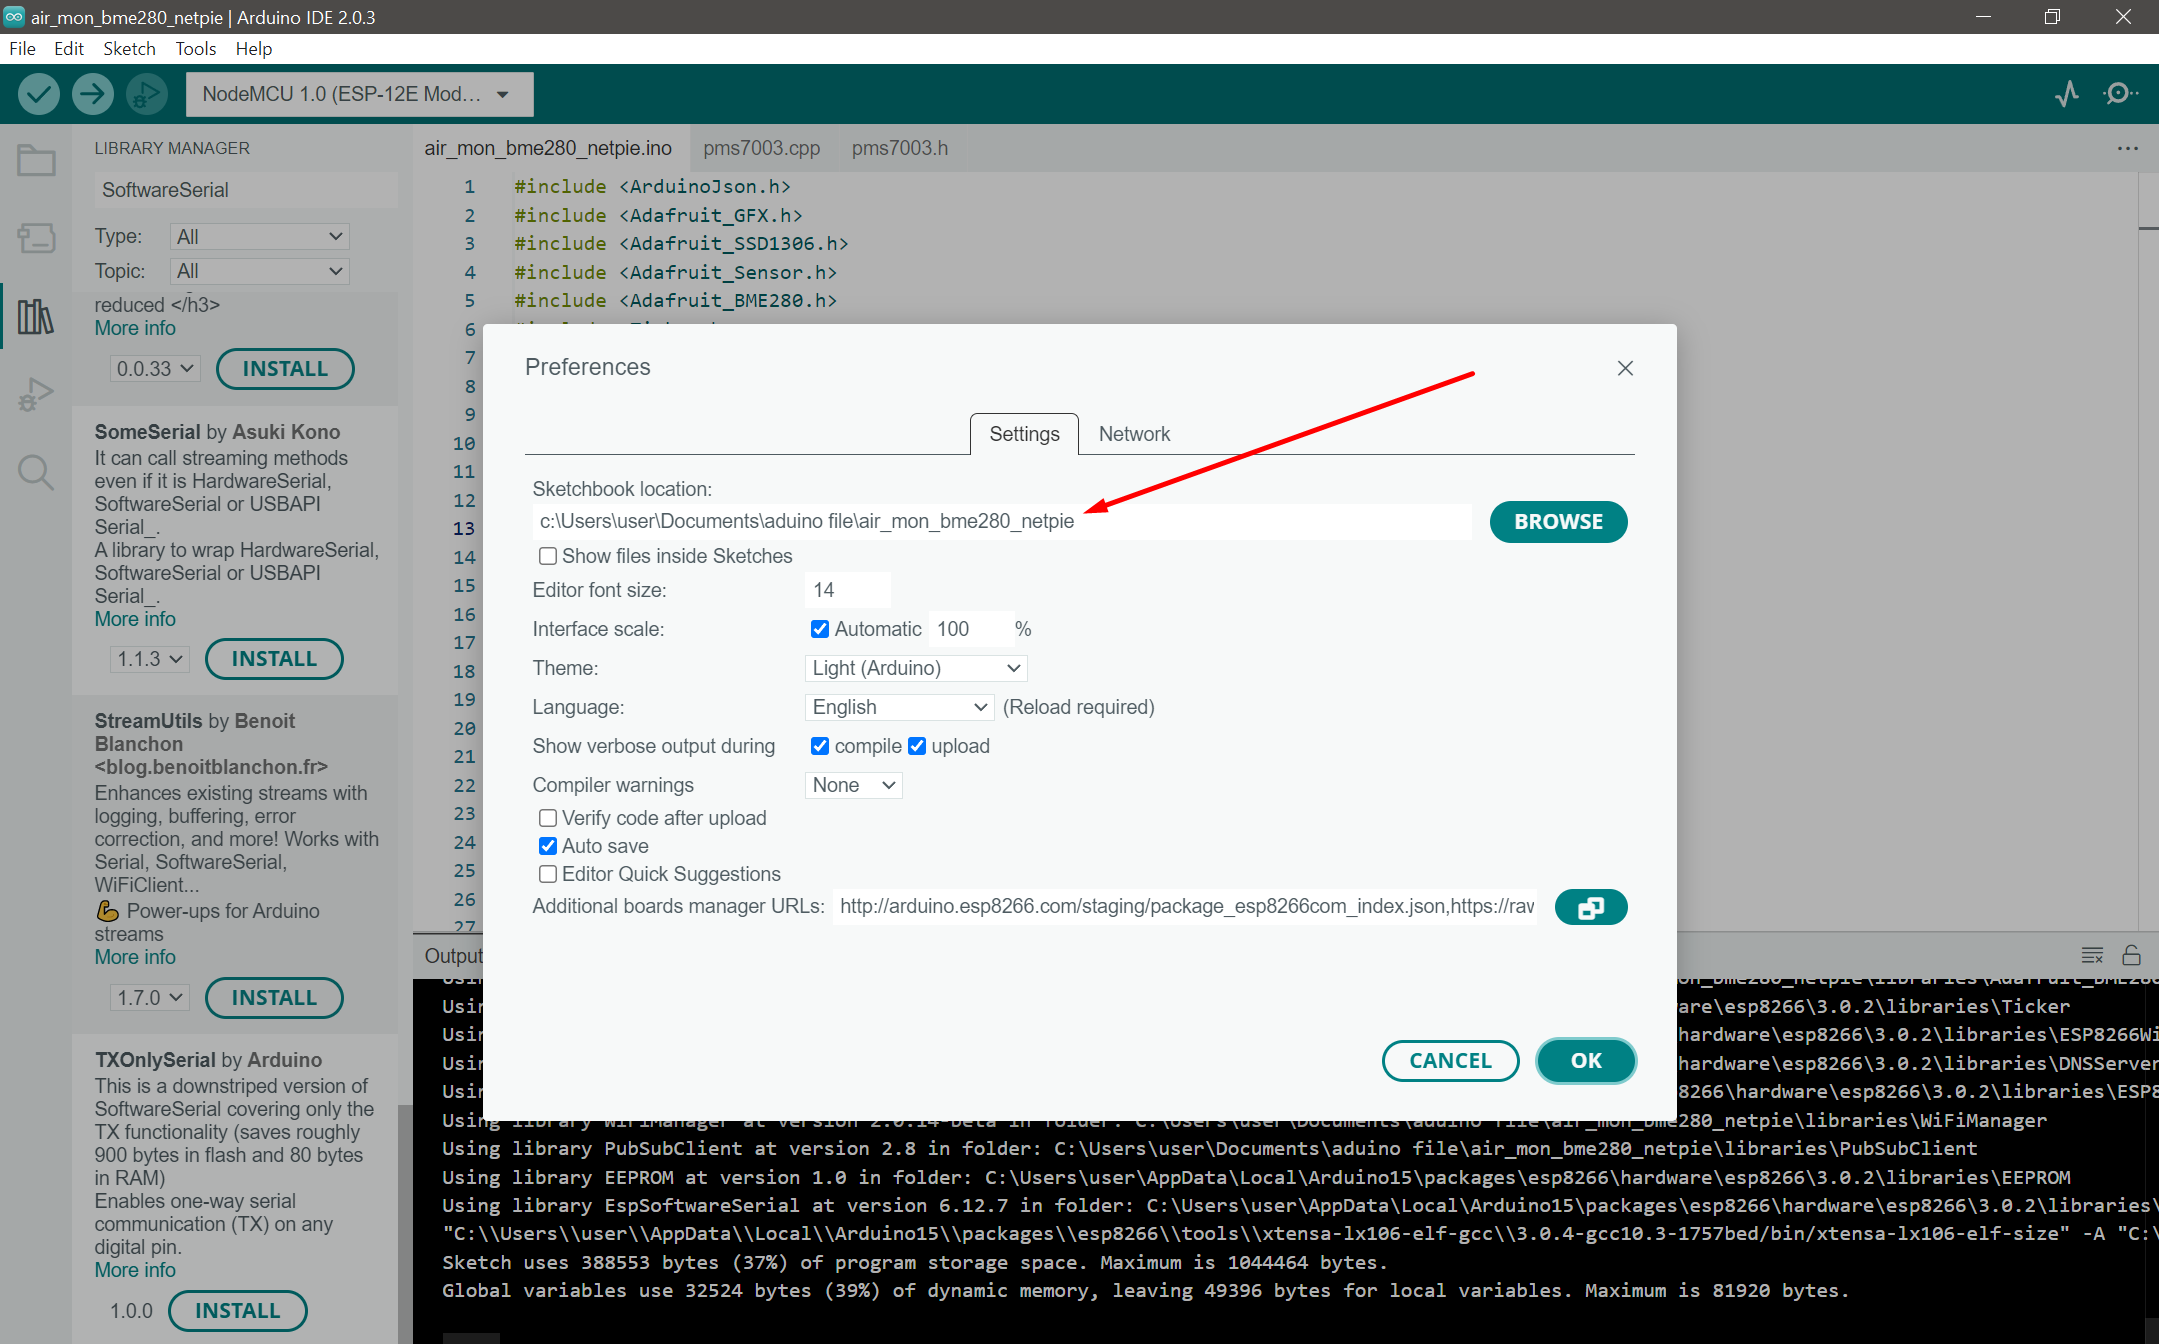 air_mon_bme280_netpie | Arduino IDE 2.0.3
File Edit Sketch Tools Help
NodeMCU 1.0 (ESP-12E Mod...
LIBRARY MANAGER
SoftwareSerial
Type: All
Topic: All
reduced </h3>
More info
0.0.33 INSTALL
SomeSerial by Asuki Kono
It can call streaming methods
even if it is HardwareSerial,
SoftwareSerial or USBAPI
Serial_.
A library to wrap HardwareSerial,
SoftwareSerial or USBAPI
Serial_.
More info
1.1.3 INSTALL
StreamUtils by Benoit
Blanchon
<blog.benoitblanchon.fr>
Enhances existing streams with
logging, buffering, error
correction, and more! Works with
Serial, SoftwareSerial,
WiFiClient...
💪 Power-ups for Arduino
streams
More info
1.7.0 INSTALL
TXOnlySerial by Arduino
This is a downstriped version of
SoftwareSerial covering only the
TX functionality (saves roughly
900 bytes in flash and 80 bytes
in RAM)
Enables one-way serial
communication (TX) on any
digital pin.
More info
1.0.0 INSTALL
air_mon_bme280_netpie.ino pms7003.cpp pms7003.h ...
1 #include <ArduinoJson.h>
2 #include <Adafruit_GFX.h>
3 #include <Adafruit_SSD1306.h>
4 #include <Adafruit_Sensor.h>
5 #include <Adafruit_BME280.h>
6
7
8
9
10
11
12
13
14
15
16
17
18
19
20
21
22
23
24
25
26
27
Preferences
Settings Network
Sketchbook location:
c:\Users\user\Documents\aduino file\air_mon_bme280_netpie
BROWSE
Show files inside Sketches
Editor font size: 14
Interface scale: Automatic 100 %
Theme: Light (Arduino)
Language: English (Reload required)
Show verbose output during compile upload
Compiler warnings None
Verify code after upload
Auto save
Editor Quick Suggestions
Additional boards manager URLs: http://arduino.esp8266.com/staging/package_esp8266com_index.json,https://rav
CANCEL OK
Output
are\esp8266\3.0.2\libraries\Ticker
hardware\esp8266\3.0.2\libraries\ESP8266Wi
hardware\esp8266\3.0.2\libraries\DNSServer
8266\hardware\esp8266\3.0.2\libraries\ESP8
Using library WiFiManager at version 2.0.14-beta in folder: C:\Users\user\Documents\aduino file\air_mon_bme280_netpie\libraries\WiFiManager
Using library PubSubClient at version 2.8 in folder: C:\Users\user\Documents\aduino file\air_mon_bme280_netpie\libraries\PubSubClient
Using library EEPROM at version 1.0 in folder: C:\Users\user\AppData\Local\Arduino15\packages\esp8266\hardware\esp8266\3.0.2\libraries\EEPROM
Using library EspSoftwareSerial at version 6.12.7 in folder: C:\Users\user\AppData\Local\Arduino15\packages\esp8266\hardware\esp8266\3.0.2\libraries\
"C:\\Users\\user\\AppData\\Local\\Arduino15\\packages\\esp8266\\tools\\xtensa-lx106-elf-gcc\\3.0.4-gcc10.3-1757bed/bin/xtensa-lx106-elf-size" -A "C:\
Sketch uses 388553 bytes (37%) of program storage space. Maximum is 1044464 bytes.
Global variables use 32524 bytes (39%) of dynamic memory, leaving 49396 bytes for local variables. Maximum is 81920 bytes.